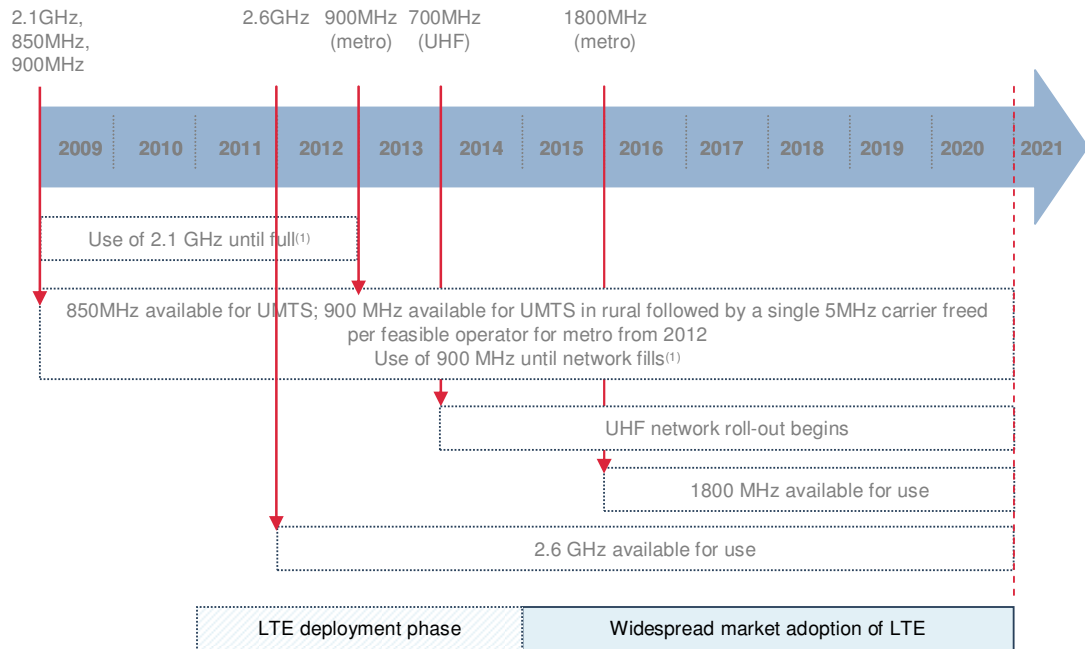 2.1GHz,
850MHz,
900MHz
2.6GHz
900MHz
(metro)
700MHz
(UHF)
1800MHz
(metro)
2009 2010 2011 2012 2013 2014 2015 2016 2017 2018 2019 2020 2021
Use of 2.1 GHz until full(1)
850MHz available for UMTS; 900 MHz available for UMTS in rural followed by a single 5MHz carrier freed
per feasible operator for metro from 2012
Use of 900 MHz until network fills(1)
UHF network roll-out begins
1800 MHz available for use
2.6 GHz available for use
LTE deployment phase
Widespread market adoption of LTE